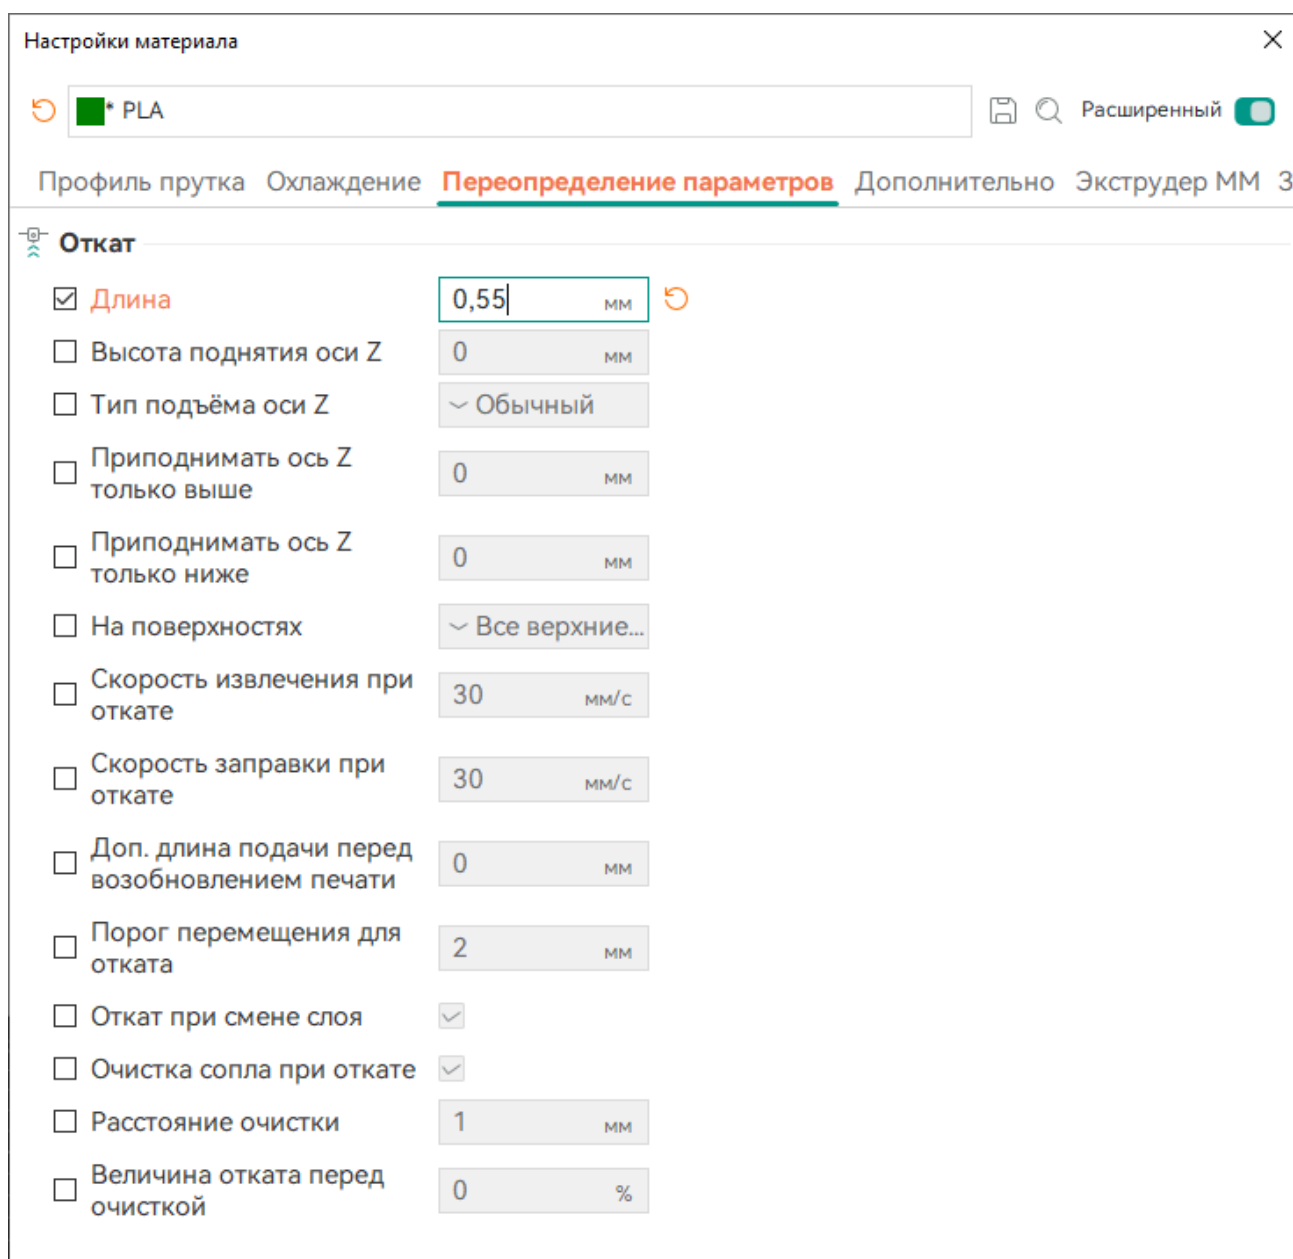 Настройки материала
* PLA
Расширенный
Профиль прутка Охлаждение Переопределение параметров Дополнительно Экструдер ММ З
Откат
Длина 0,55 мм
Высота поднятия оси Z 0 мм
Тип подъёма оси Z Обычный
Приподнимать ось Z
только выше 0 мм
Приподнимать ось Z
только ниже 0 мм
На поверхностях Все верхние...
Скорость извлечения при
откате 30 мм/с
Скорость заправки при
откате 30 мм/с
Доп. длина подачи перед
возобновлением печати 0 мм
Порог перемещения для
отката 2 мм
Откат при смене слоя
Очистка сопла при откате
Расстояние очистки 1 мм
Величина отката перед
очисткой 0 %